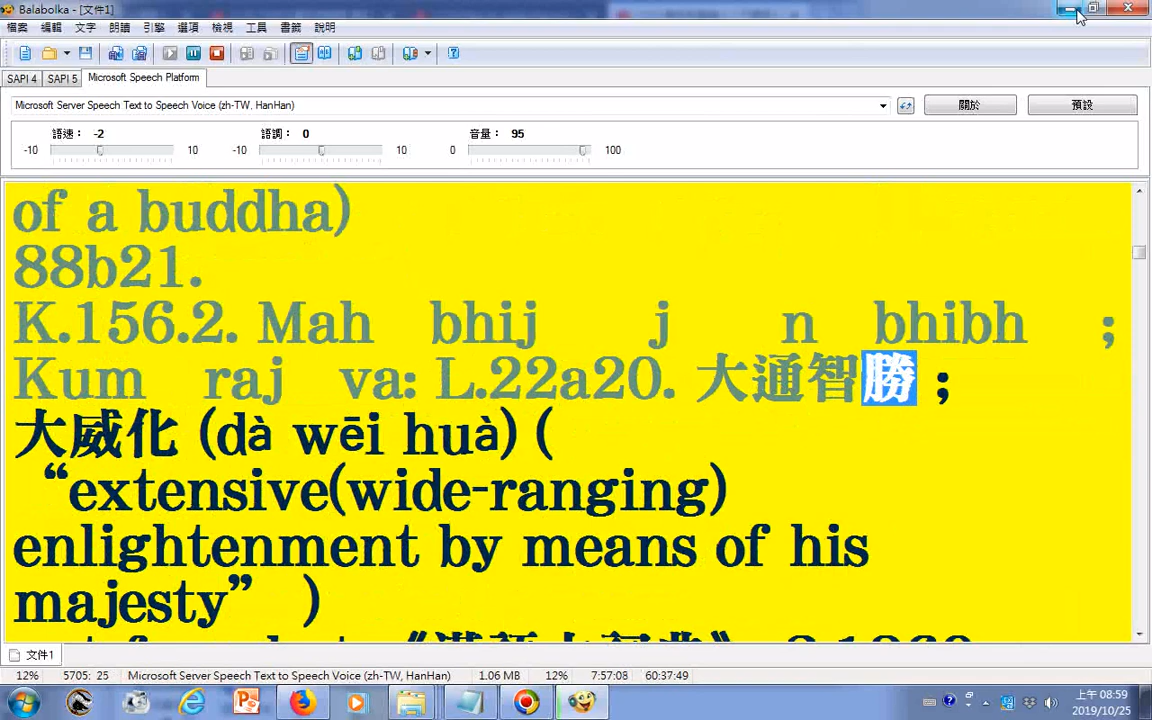 Balabolka - [文件1]
檔案 編輯 文字 朗讀 引擎 選項 檢視 工具 書籤 說明
SAPI 4 SAPI 5 Microsoft Speech Platform
Microsoft Server Speech Text to Speech Voice (zh-TW, HanHan) 關於 預設
語速： -2 語調： 0 音量： 95
-10 10 -10 10 0 100
of a buddha)
88b21.
K.156.2. Mah bhij j n bhibh ;
Kum raj va: L.22a20. 大通智勝 ;
大威化 (dà wēi huà) (
“extensive(wide-ranging)
enlightenment by means of his
majesty” )
文件1
12% 5705: 25 Microsoft Server Speech Text to Speech Voice (zh-TW, HanHan) 1.06 MB 12% 7:57:08 60:37:49
上午 08:59
2019/10/25